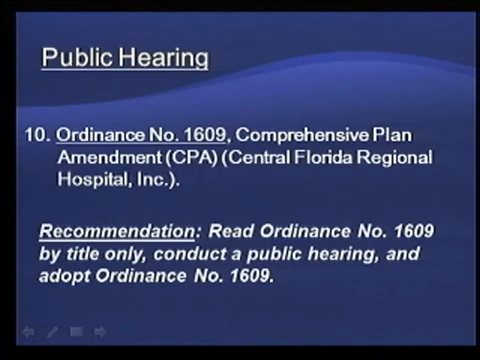 Public Hearing
10. Ordinance No. 1609, Comprehensive Plan
Amendment (CPA) (Central Florida Regional
Hospital, Inc.).
Recommendation: Read Ordinance No. 1609
by title only, conduct a public hearing, and
adopt Ordinance No. 1609.